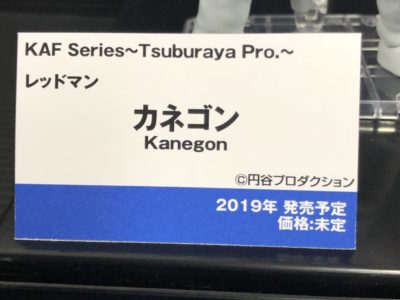 KAF Series~Tsuburaya Pro.~
レッドマン
カネゴン
Kanegon
©円谷プロダクション
2019年 発売予定
価格:未定